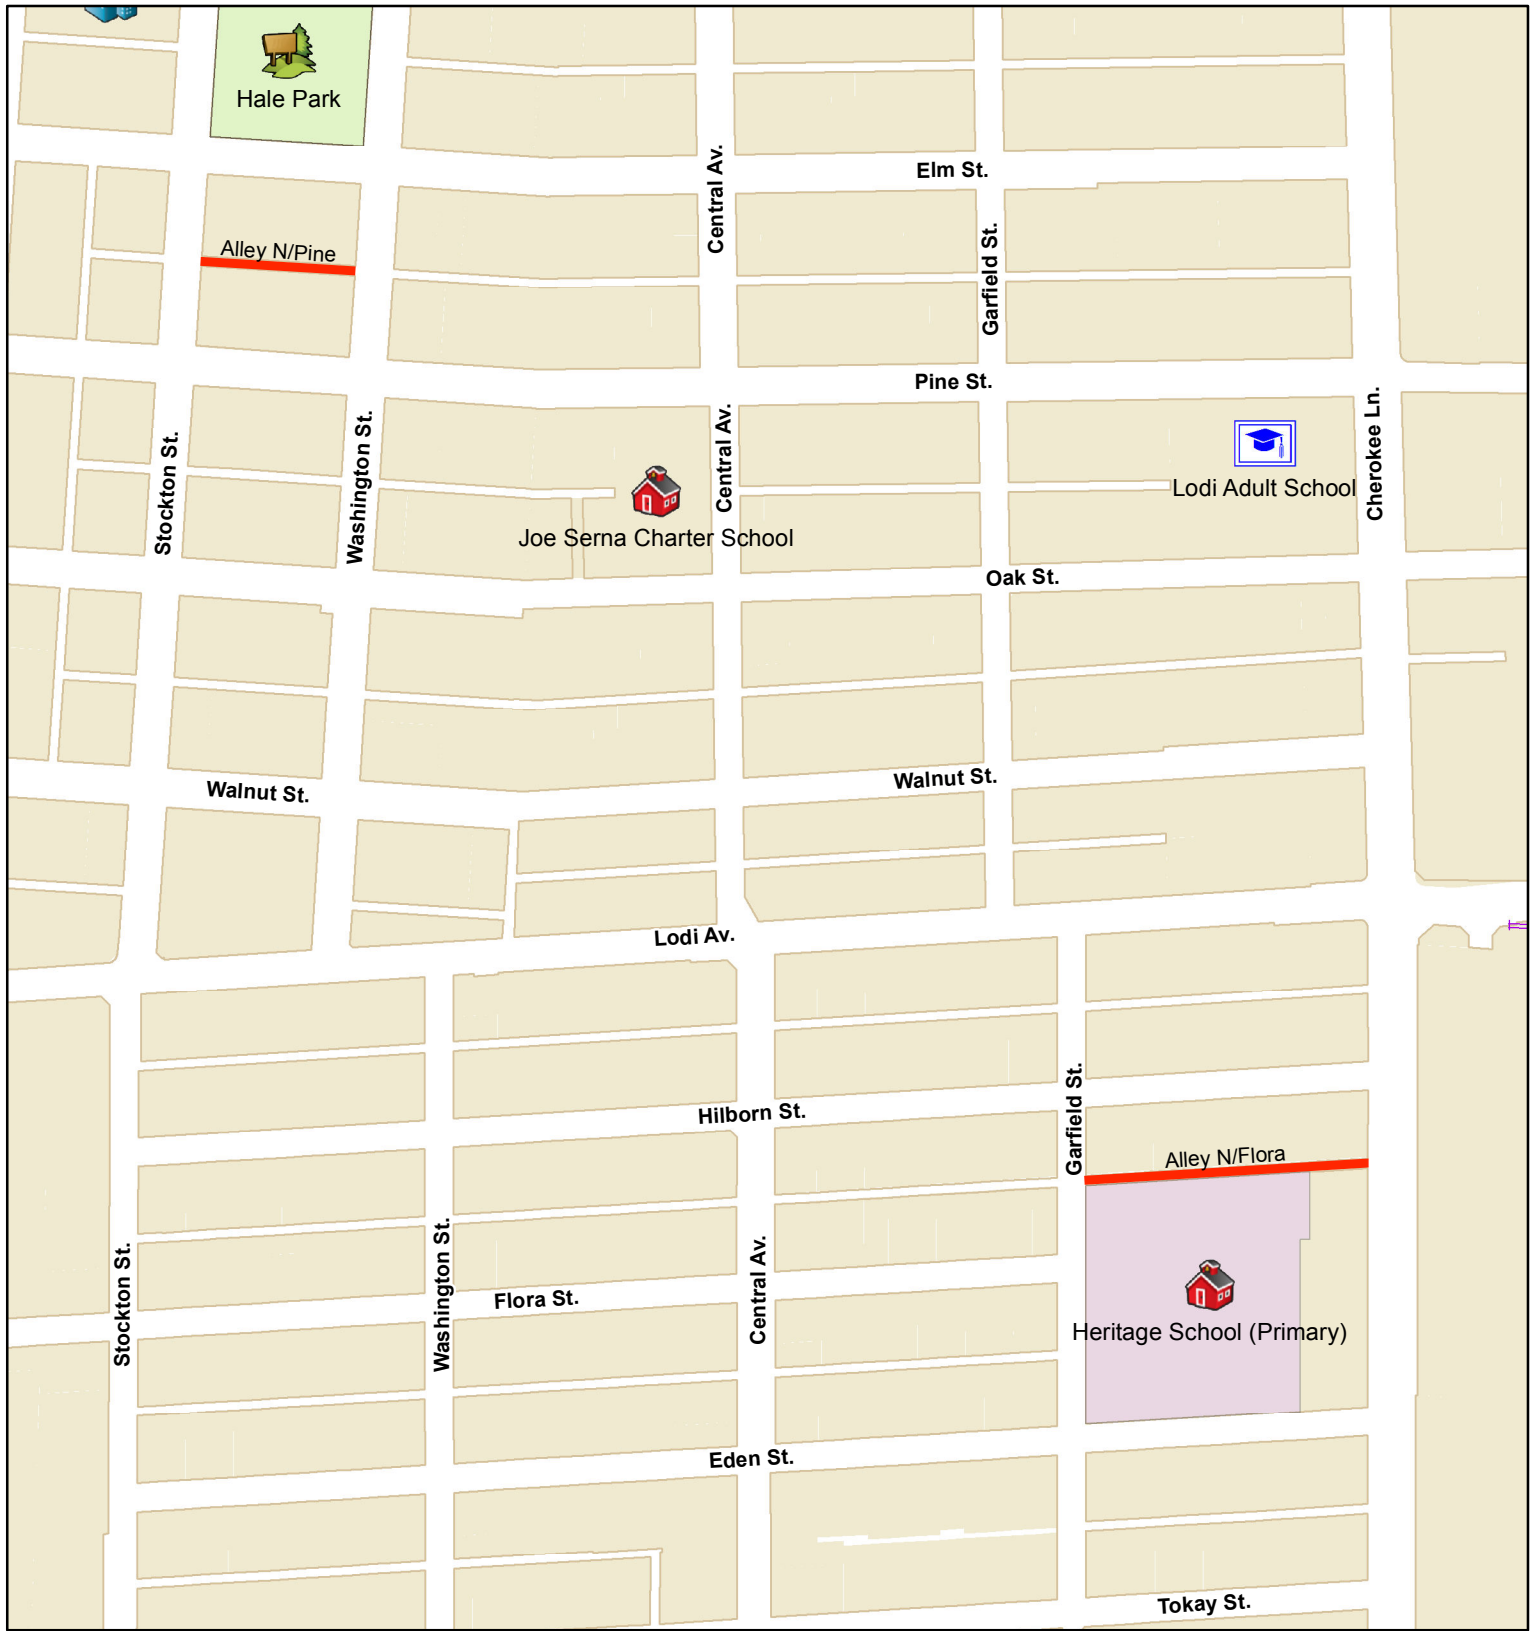 Hale Park
Elm St.
Central Av.
Alley N/Pine
Garfield St.
Pine St.
Cherokee Ln.
Stockton St.
Washington St.
Central Av.
Lodi Adult School
Joe Serna Charter School
Oak St.
Walnut St.
Walnut St.
Lodi Av.
Garfield St.
Hilborn St.
Alley N/Flora
Stockton St.
Washington St.
Central Av.
Flora St.
Heritage School (Primary)
Eden St.
Tokay St.